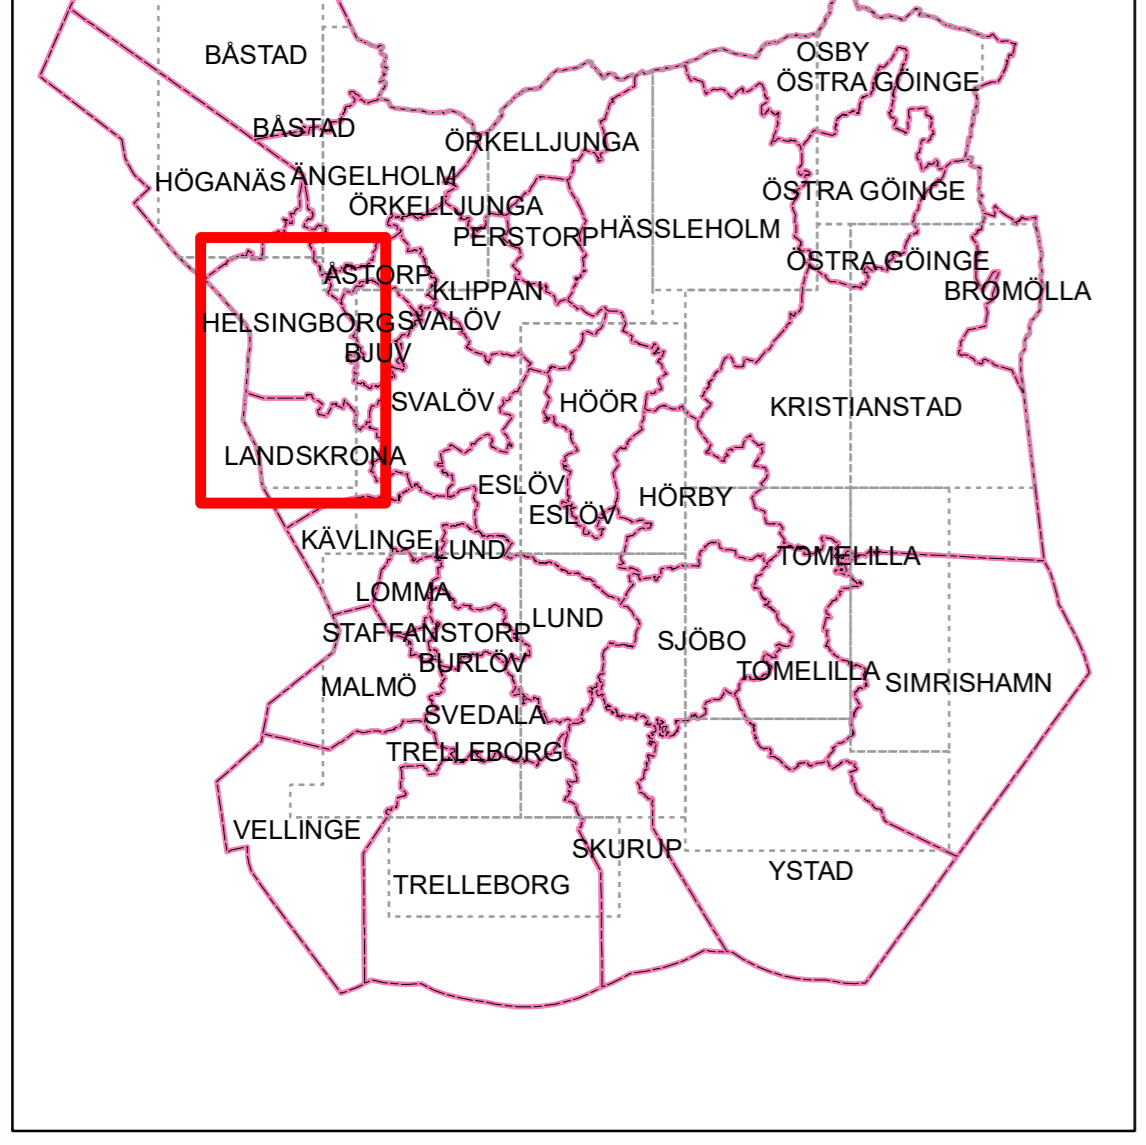 BÅSTAD
OSBY
ÖSTRA GÖINGE
BÅSTAD
ÖRKELLJUNGA
HÖGANÄS
ÄNGELHOLM
ÖSTRA GÖINGE
ÖRKELLJUNGA
HÄSSLEHOLM
PERSTORP
ÖSTRA GÖINGE
ÅSTORP
KLIPPAN
BROMÖLLA
HELSINGBORG
SVALÖV
BJUV
SVALÖV
HÖÖR
KRISTIANSTAD
LANDSKRONA
ESLÖV
HÖRBY
ESLÖV
KÄVLINGE
LUND
TOMELILLA
LOMMA
LUND
STAFFANSTORP
SJÖBO
BURLÖV
TOMELILLA
MALMÖ
SIMRISHAMN
SVEDALA
TRELLEBORG
VELLINGE
SKURUP
YSTAD
TRELLEBORG